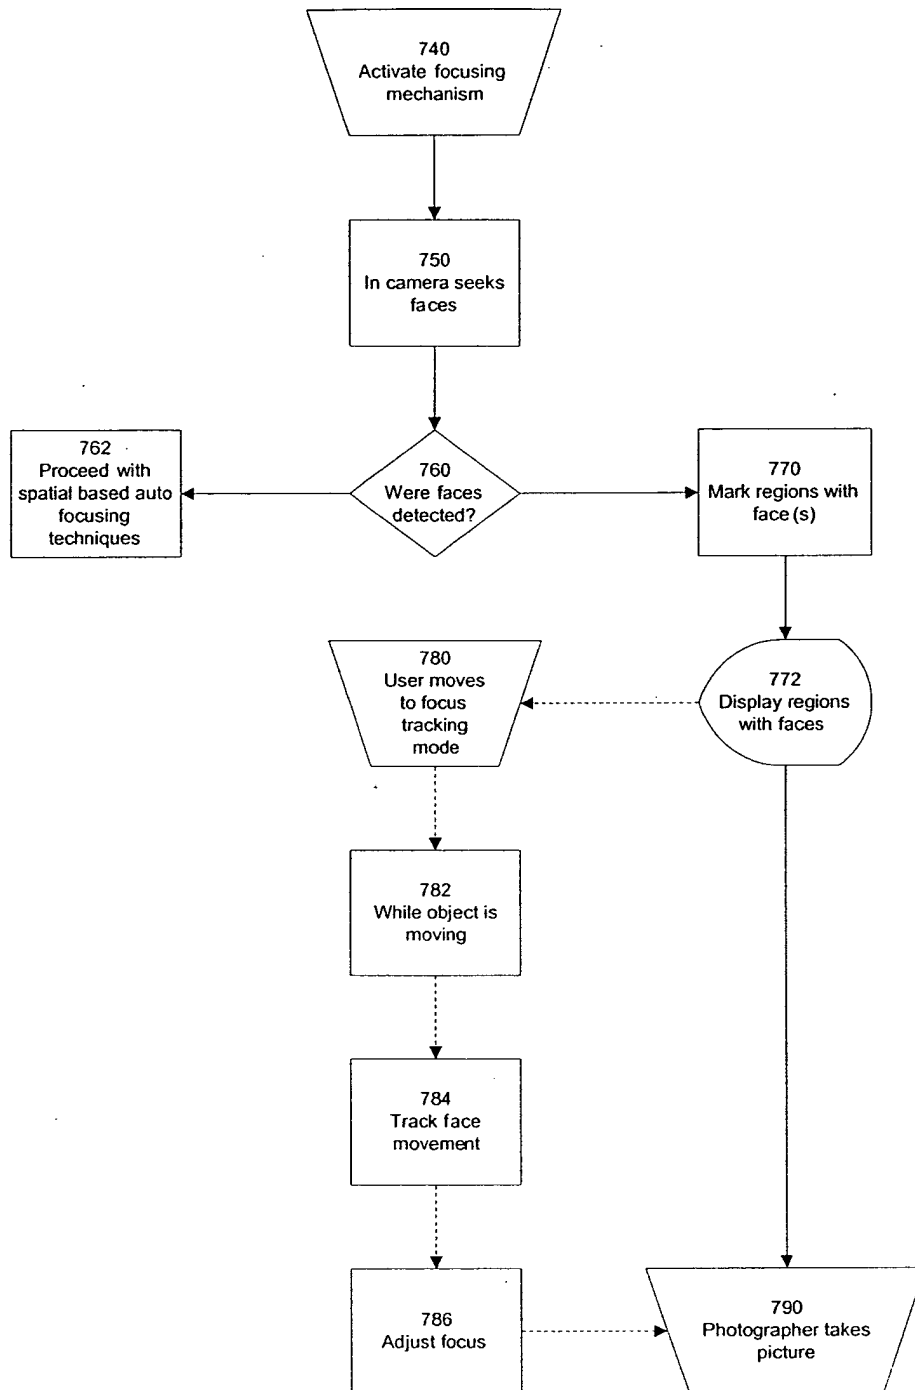 740
Activate focusing
mechanism
750
In camera seeks
faces
762
Proceed with
spatial based auto
focusing
techniques
760
Were faces
detected?
770
Mark regions with
face(s)
780
User moves
to focus
tracking
mode
772
Display regions
with faces
782
While object is
moving
784
Track face
movement
786
Adjust focus
790
Photographer takes
picture